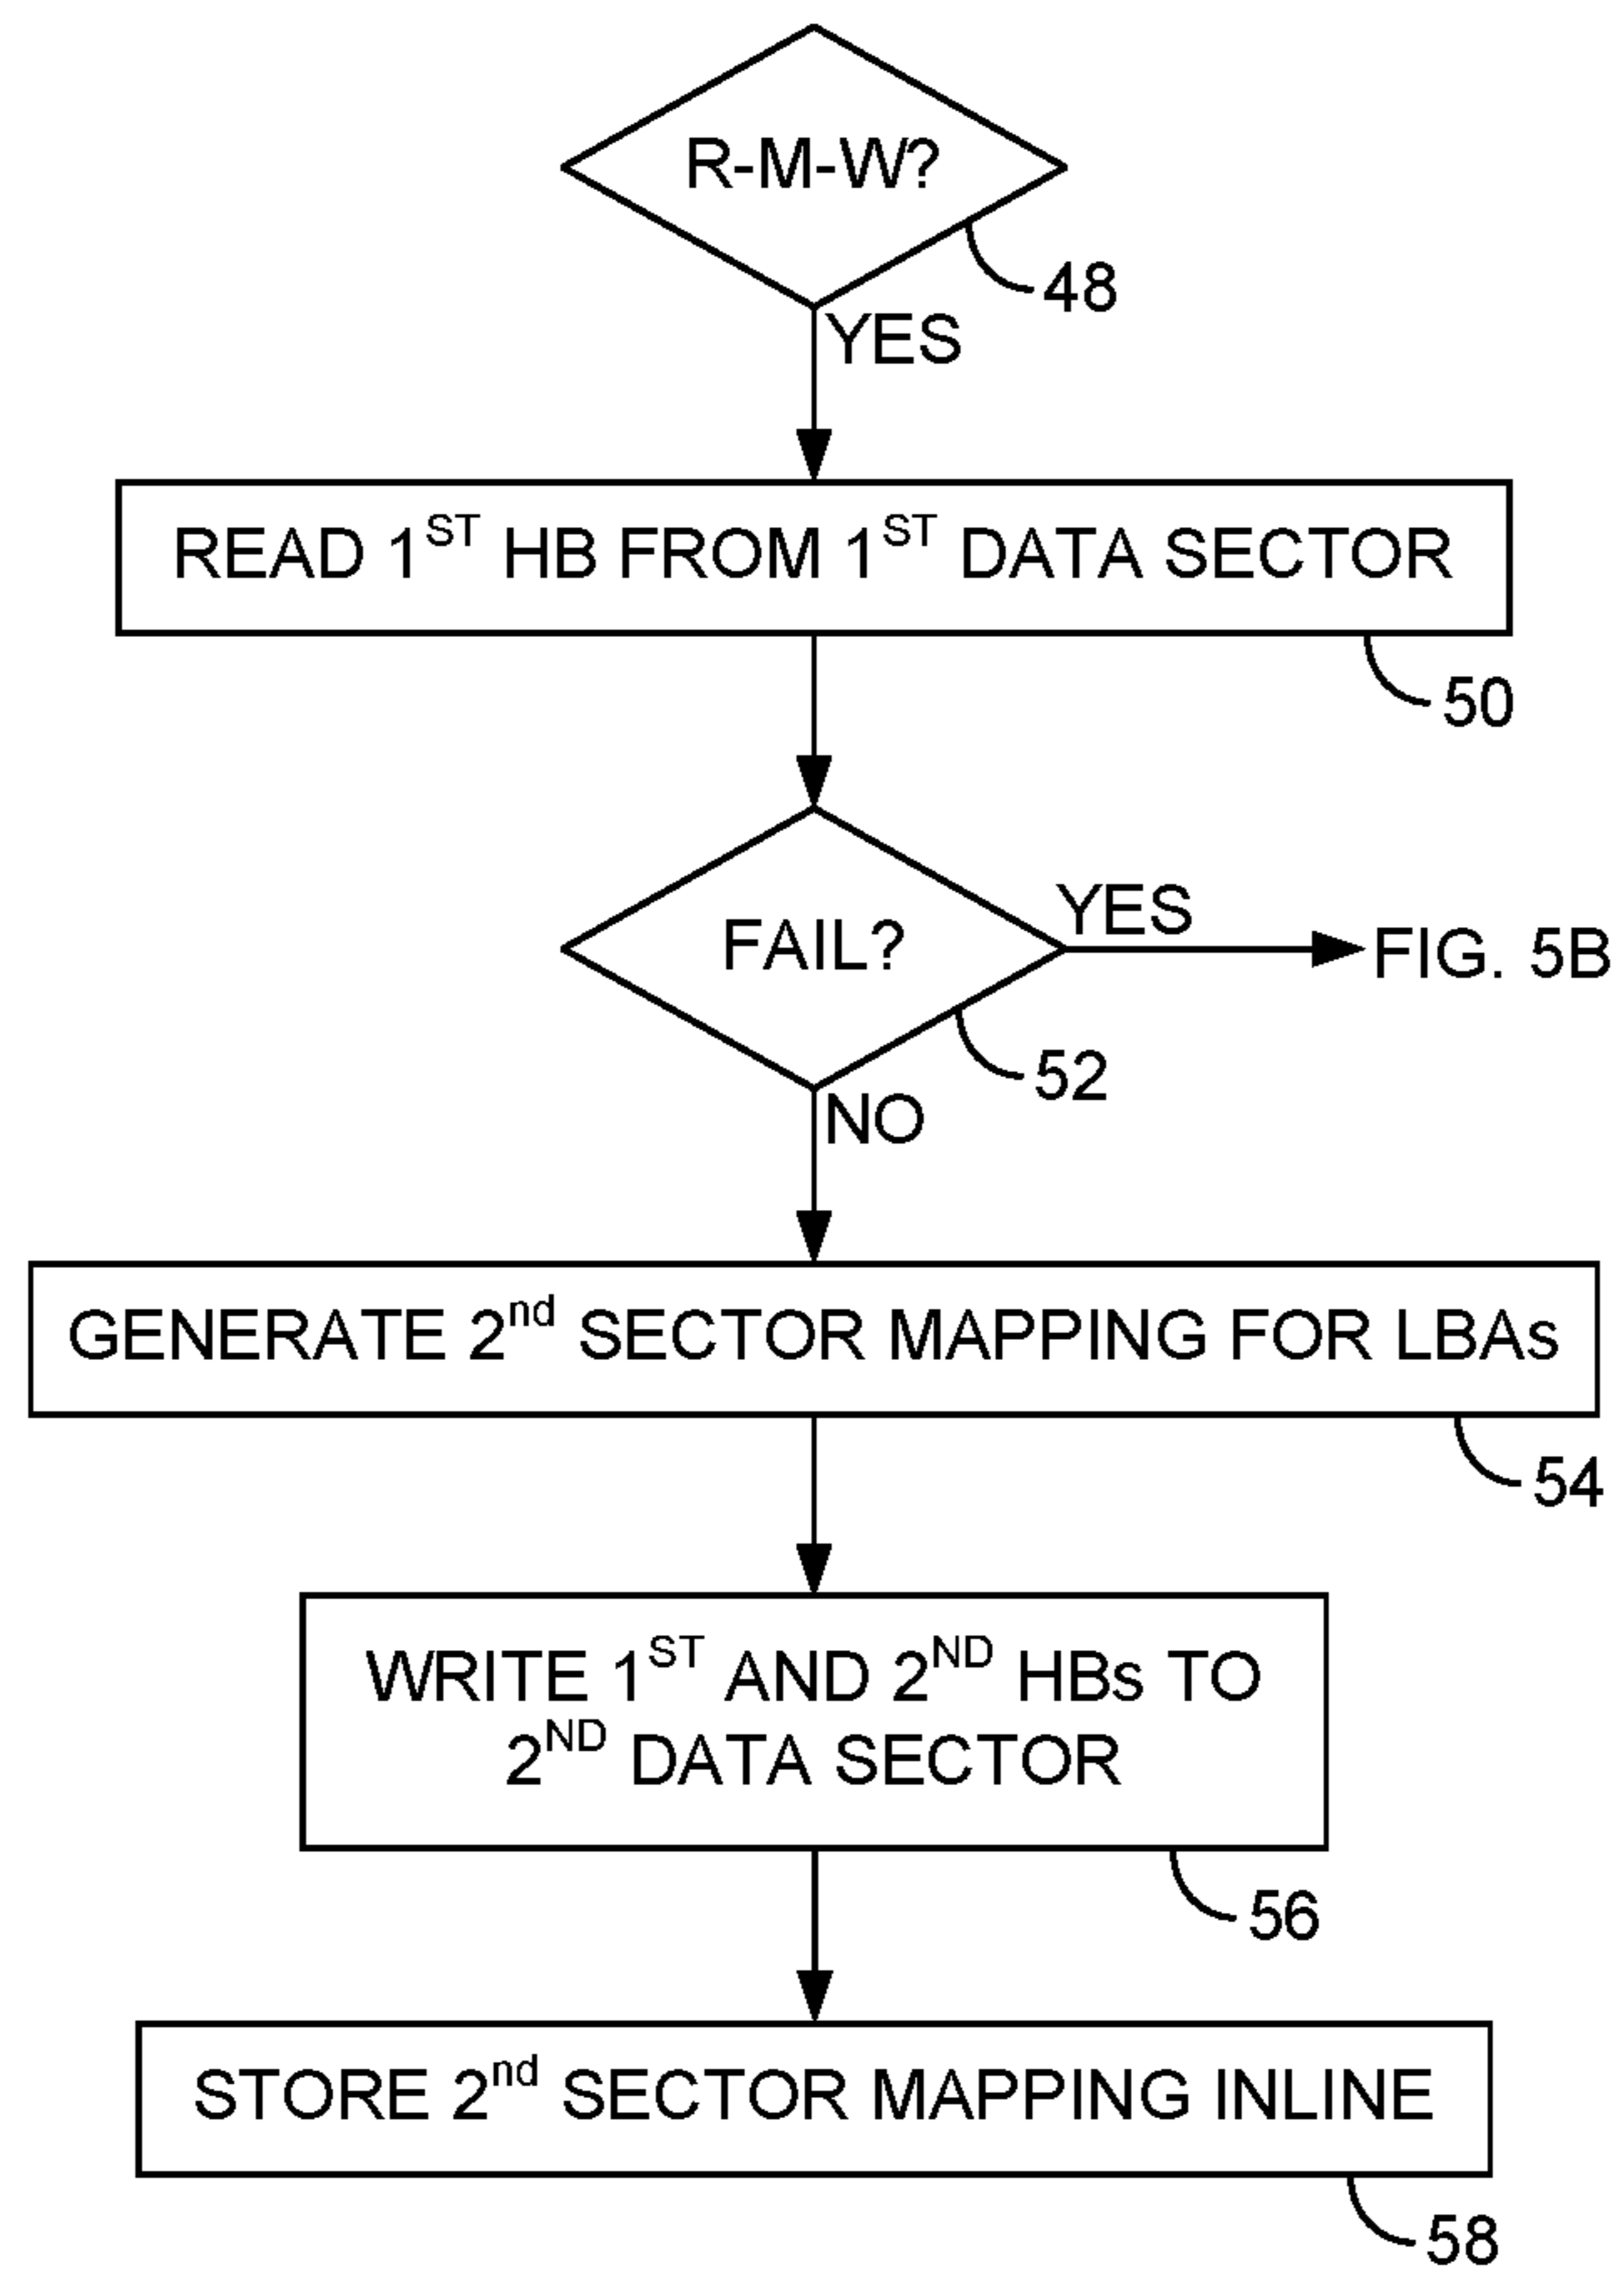 R-M-W?
48
YES
READ 1ST HB FROM 1ST DATA SECTOR
50
FAIL?
YES
FIG. 5B
52
NO
GENERATE 2nd SECTOR MAPPING FOR LBAs
54
WRITE 1ST AND 2ND HBs TO
2ND DATA SECTOR
56
STORE 2nd SECTOR MAPPING INLINE
58